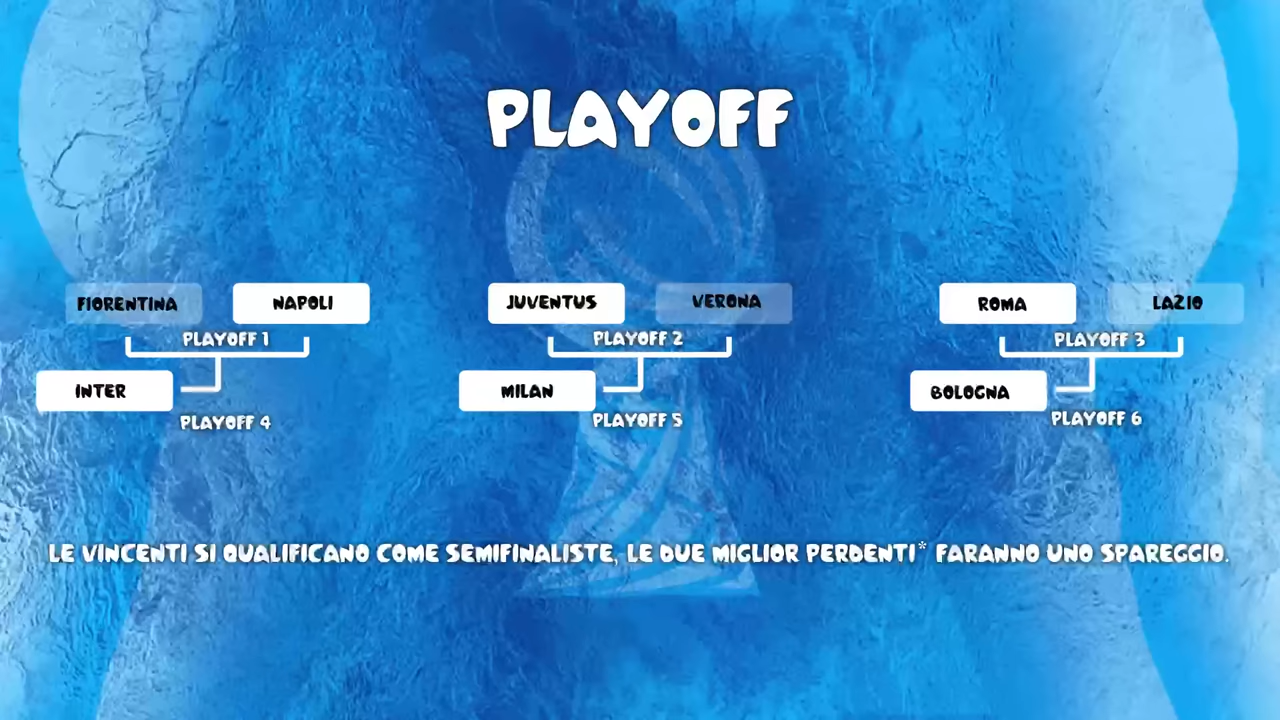 PLAYOFF
FIORENTINA NAPOLI JUVENTUS VERONA ROMA LAZIO
PLAYOFF 1 PLAYOFF 2 PLAYOFF 3
INTER MILAN BOLOGNA
PLAYOFF 4 PLAYOFF 5 PLAYOFF 6
LE VINCENTI SI QUALIFICANO COME SEMIFINALISTE, LE DUE MIGLIOR PERDENTI* FARANNO UNO SPAREGGIO.